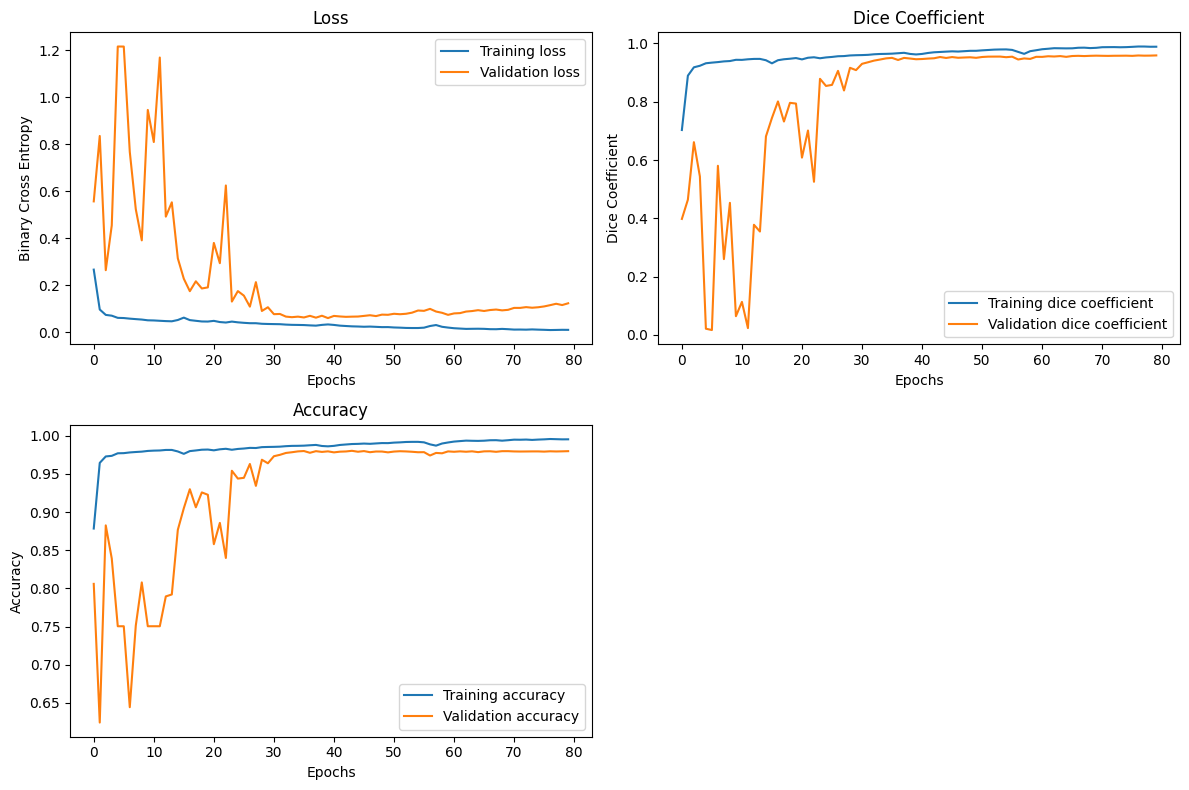 Loss
Binary Cross Entropy
1.2
1.0
0.8
0.6
0.4
0.2
0.0
Training loss
Validation loss
0 10 20 30 40 50 60 70 80
Epochs
Dice Coefficient
Dice Coefficient
1.0
0.8
0.6
0.4
0.2
0.0
Training dice coefficient
Validation dice coefficient
0 10 20 30 40 50 60 70 80
Epochs
Accuracy
Accuracy
1.00
0.95
0.90
0.85
0.80
0.75
0.70
0.65
Training accuracy
Validation accuracy
0 10 20 30 40 50 60 70 80
Epochs